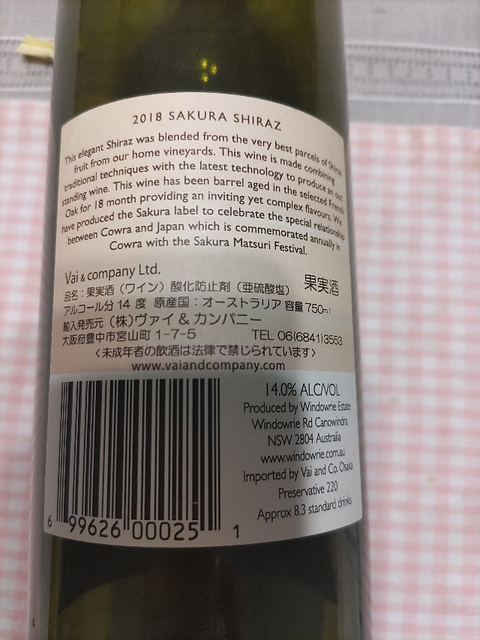 2018 SAKURA SHIRAZ
This elegant Shiraz was blended from the very best parcels of Shiraz
fruit from our home vineyards. This wine is made combining
traditional techniques with the latest technology to produce an out
standing wine. This wine has been barrel aged in the selected French
Oak for 18 month providing an inviting yet complex flavours. We
have produced the Sakura label to celebrate the special relationship
between Cowra and Japan which is commemorated annually in
Cowra with the Sakura Matsuri Festival.
Vai & company Ltd.
品名：果実酒（ワイン）酸化防止剤（亜硫酸塩） 果実酒
アルコール分 14 度 原産国：オーストラリア 容量 750ml
輸入発売元（株）ヴァイ & カンパニー
大阪府豊中市宮山町 1-7-5 TEL 06(6841)3553
〈未成年者の飲酒は法律で禁じられています〉
www.vaiandcompany.com
14.0% ALC/VOL
Produced by Windowrie Estate
Windowrie Rd Canowindra
NSW 2804 Australia
www.windowrie.com.au
Imported by Vai and Co. Osaka
Preservative 220
Approx 8.3 standard drinks
6 99626 00025 1